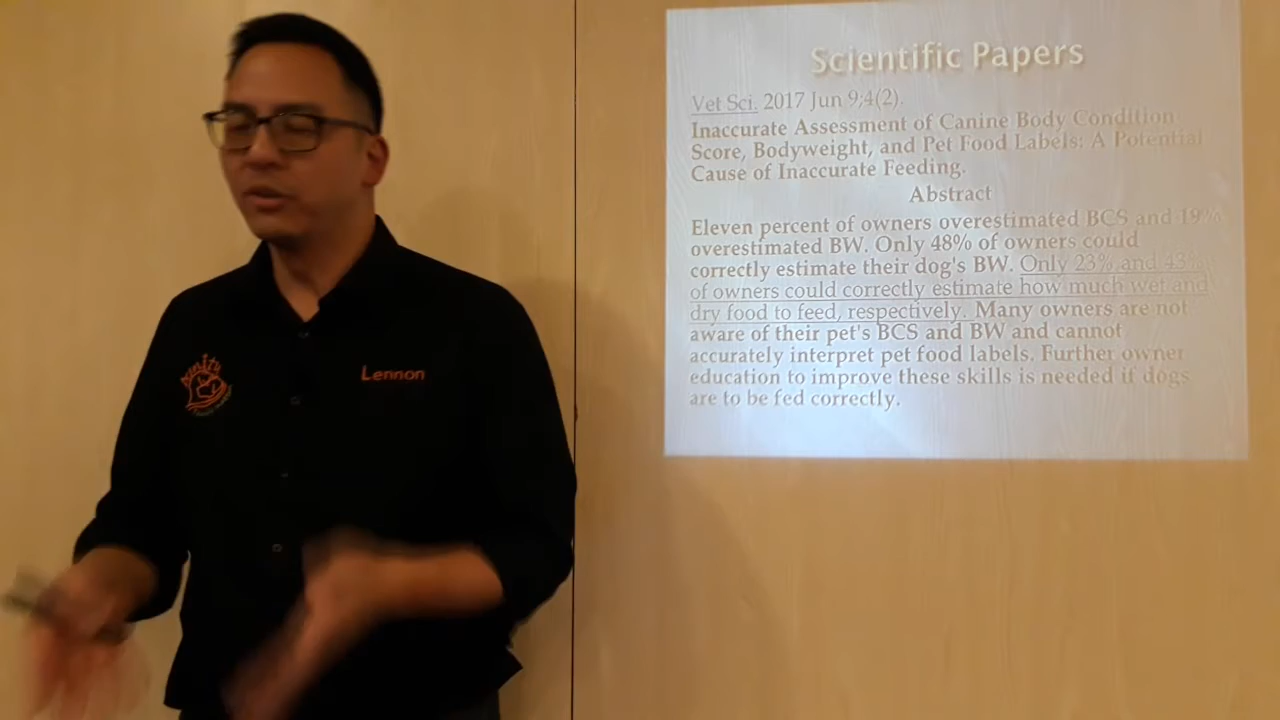 Lennon
Scientific Papers
Vet Sci. 2017 Jun 9;4(2).
Inaccurate Assessment of Canine Body Condition
Score, Bodyweight, and Pet Food Labels: A Potential
Cause of Inaccurate Feeding.
Abstract
Eleven percent of owners overestimated BCS and 19%
overestimated BW. Only 48% of owners could
correctly estimate their dog's BW. Only 23% and 43%
of owners could correctly estimate how much wet and
dry food to feed, respectively. Many owners are not
aware of their pet's BCS and BW and cannot
accurately interpret pet food labels. Further owner
education to improve these skills is needed if dogs
are to be fed correctly.